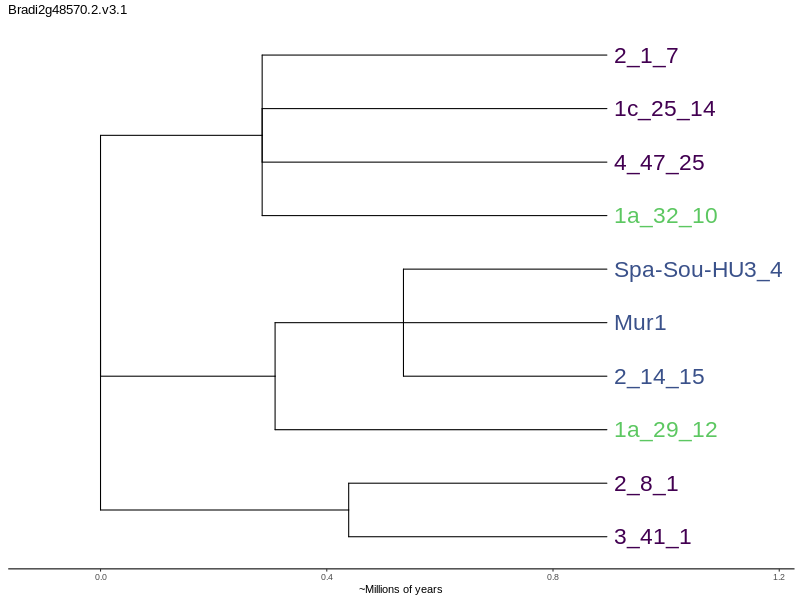 Bradi2g48570.2.v3.1
2_1_7
1c_25_14
4_47_25
1a_32_10
Spa-Sou-HU3_4
Mur1
2_14_15
1a_29_12
2_8_1
3_41_1
0.0 0.4 0.8 1.2
~Millions of years